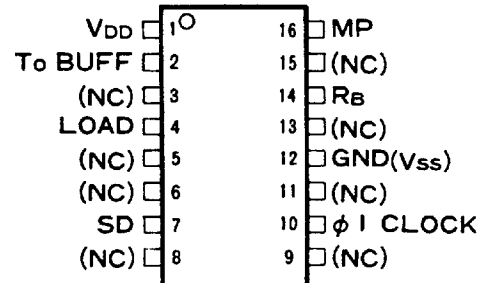 VDD 1 16 MP
To BUFF 2 15 (NC)
(NC) 3 14 RB
LOAD 4 13 (NC)
(NC) 5 12 GND(Vss)
(NC) 6 11 (NC)
SD 7 10 φ I CLOCK
(NC) 8 9 (NC)